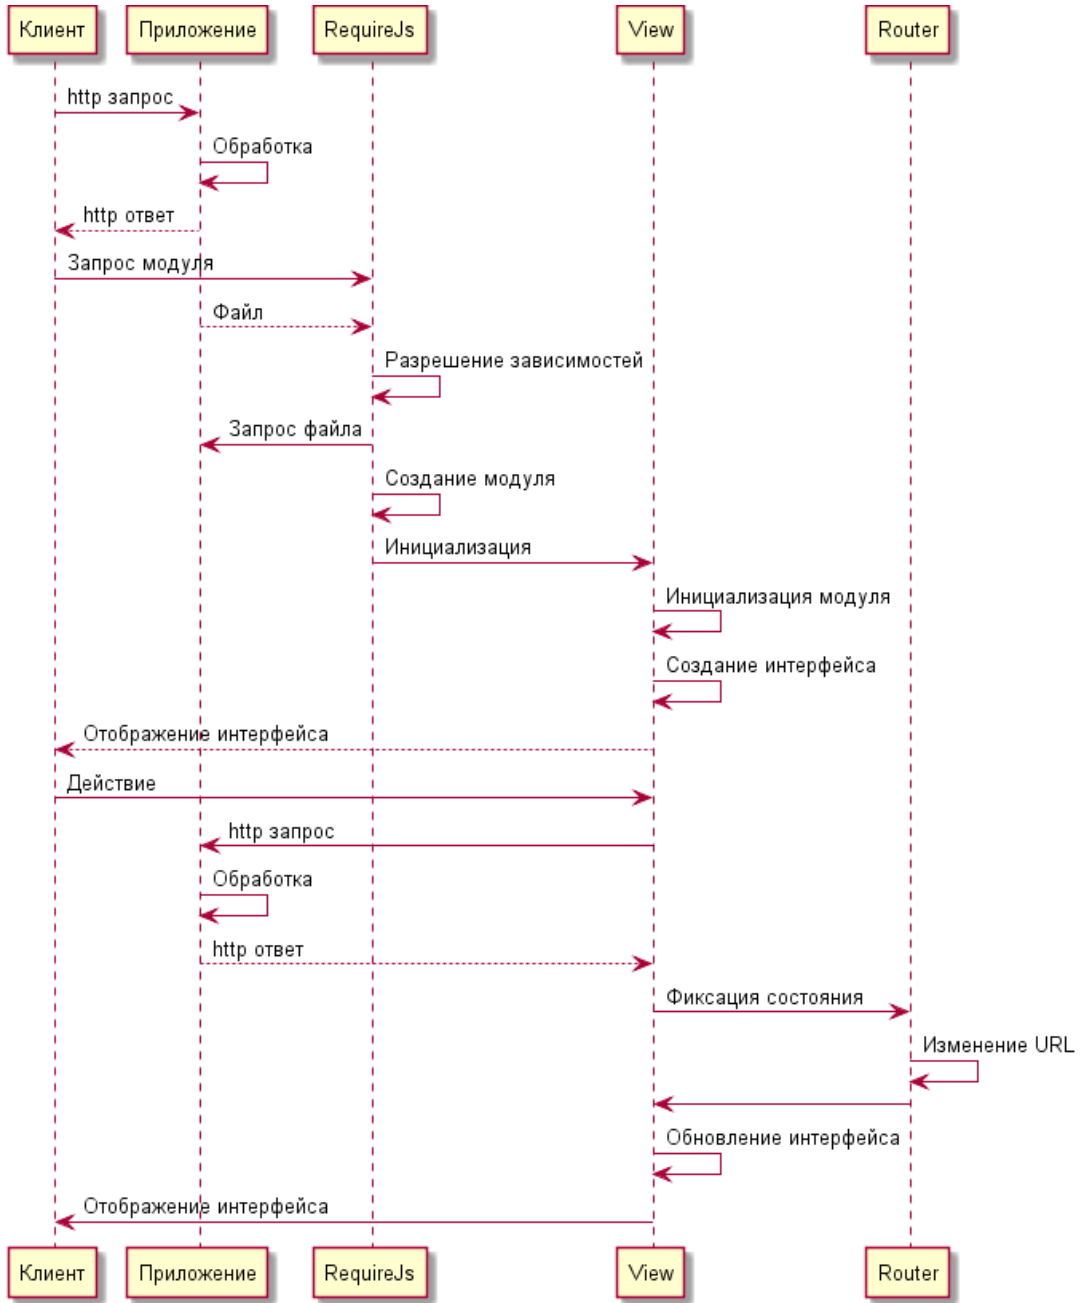 Клиент
Приложение
RequireJs
View
Router
http запрос
Обработка
http ответ
Запрос модуля
Файл
Разрешение зависимостей
Запрос файла
Создание модуля
Инициализация
Инициализация модуля
Создание интерфейса
Отображение интерфейса
Действие
http запрос
Обработка
http ответ
Фиксация состояния
Изменение URL
Обновление интерфейса
Отображение интерфейса
Клиент
Приложение
RequireJs
View
Router